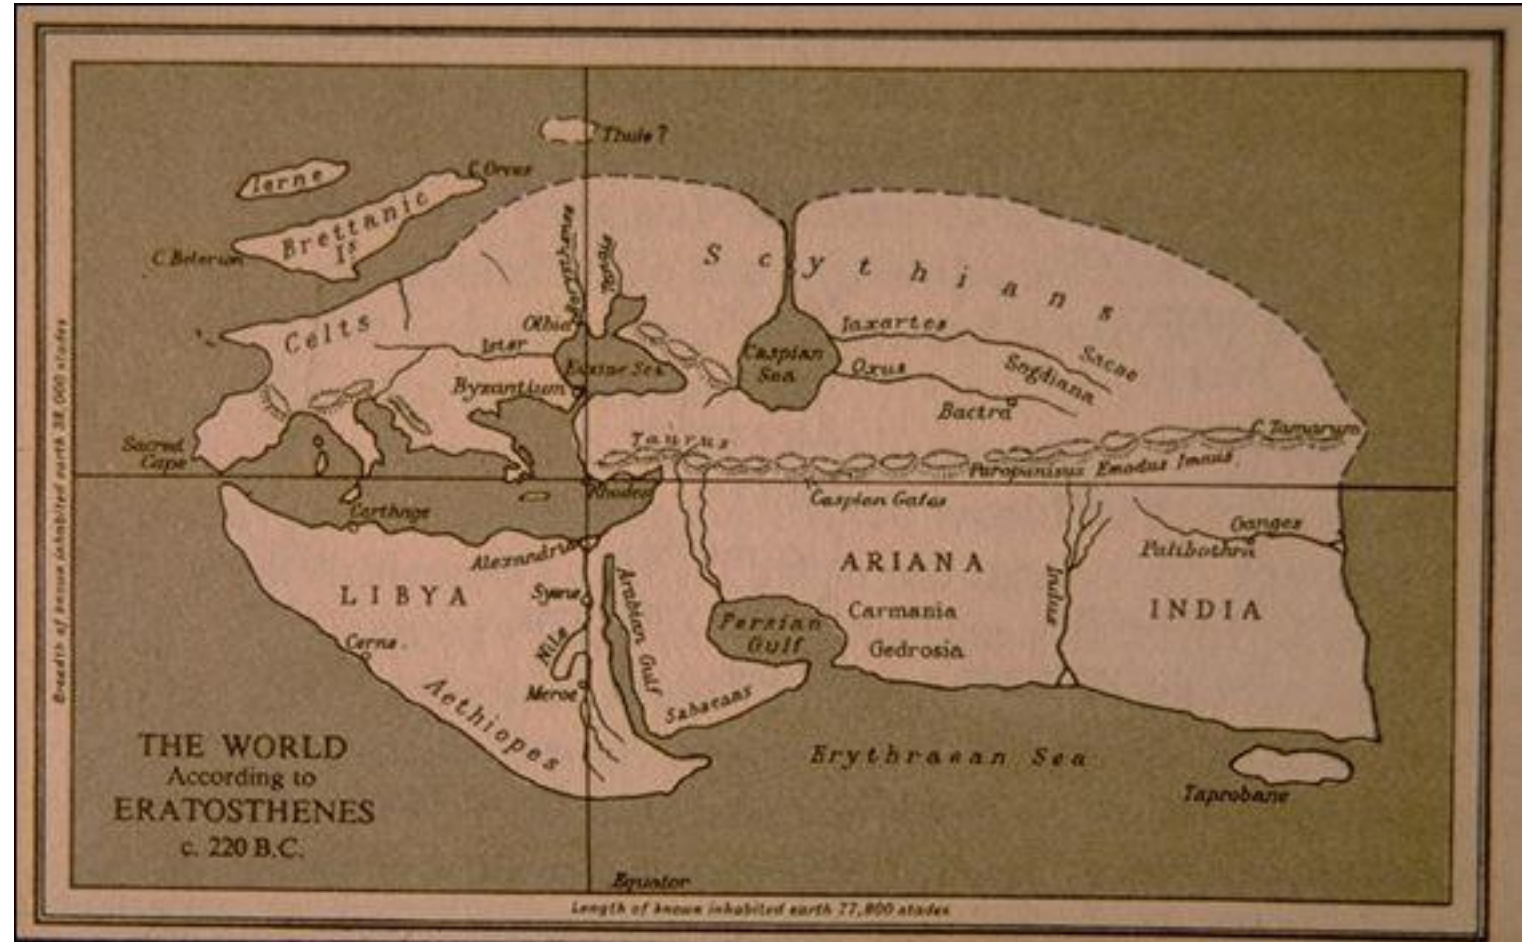 Thule ?
Ierne
C. Orcus
Brettanic
Is
C. Belerium
Borysthenes
Tanais
Scythians
Celts
Olbia
Ister
Euxine Sea
Byzantium
Caspian
Sea
Iaxartes
Oxus
Sogdiana
Sacae
Bactra
Sacred
Cape
Taurus
C. Tamarum
Paropanisus Emodus Imaus
Rhodes
Caspian Gates
Carthage
Alexandria
Ganges
Palibothra
ARIANA
LIBYA
Syene
Arabian Gulf
Indus
INDIA
Persian
Gulf
Carmania
Gedrosia
Cerne
Nile
Meroe
Aethiopes
Sabaeans
Erythraean Sea
Taprobane
THE WORLD
According to
ERATOSTHENES
c. 220 B.C.
Equator
Length of known inhabited earth 77,800 stades
Breadth of known inhabited earth 38,000 stades